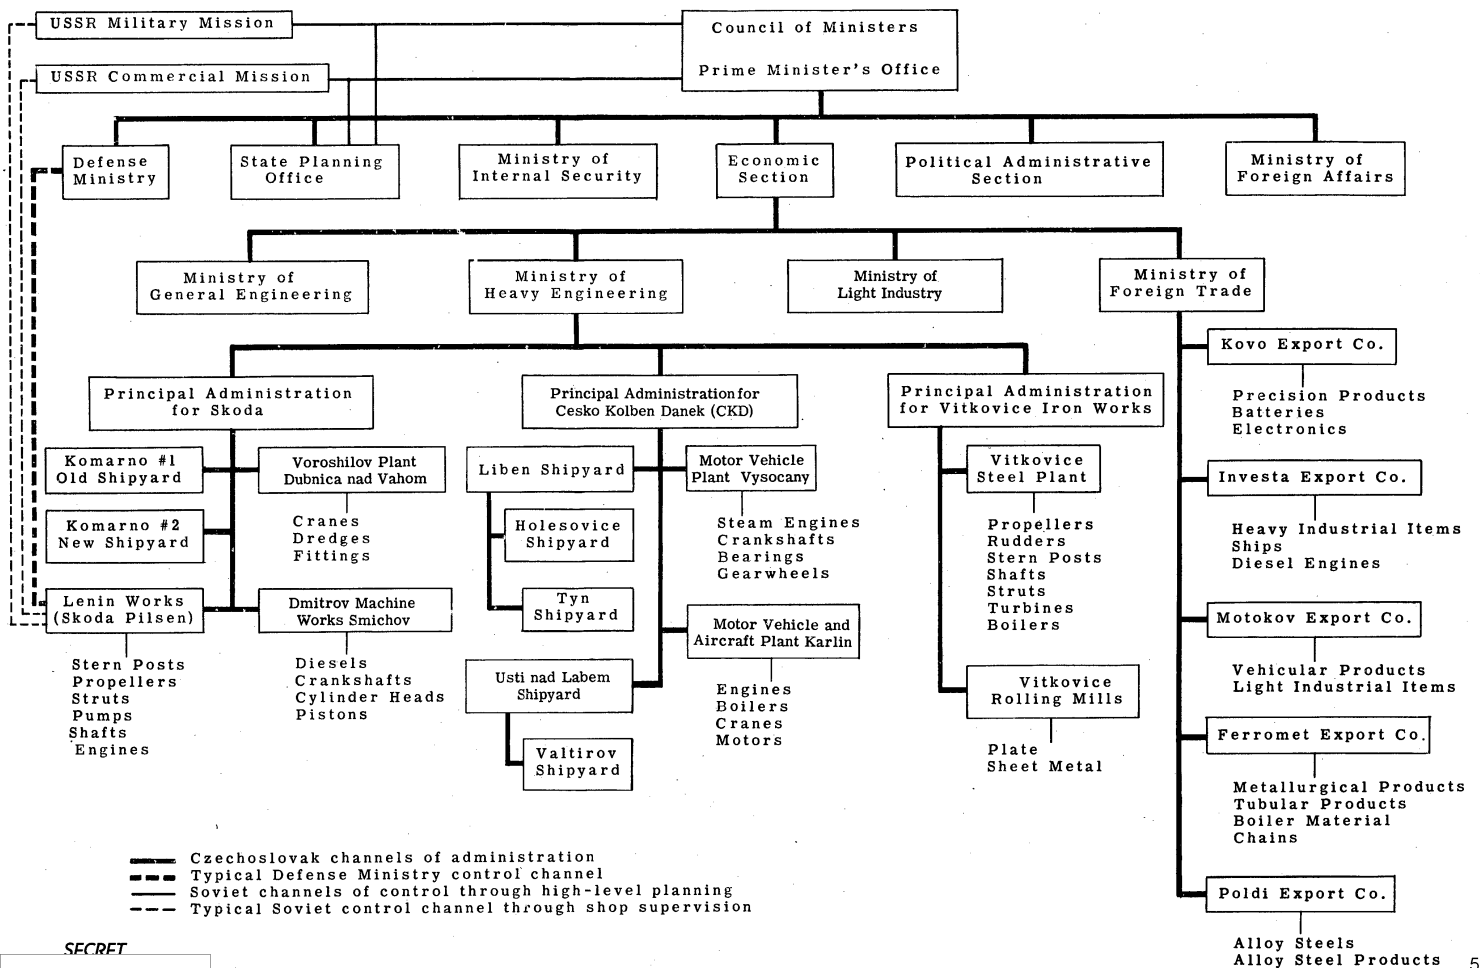 USSR Military Mission
Council of Ministers
Prime Minister's Office
USSR Commercial Mission
Defense
Ministry
State Planning
Office
Ministry of
Internal Security
Economic
Section
Political Administrative
Section
Ministry of
Foreign Affairs
Ministry of
General Engineering
Ministry of
Heavy Engineering
Ministry of
Light Industry
Ministry of
Foreign Trade
Principal Administration
for Skoda
Komarno #1
Old Shipyard
Voroshilov Plant
Dubnica nad Vahom
Cranes
Dredges
Fittings
Komarno #2
New Shipyard
Lenin Works
(Skoda Pilsen)
Stern Posts
Propellers
Struts
Pumps
Shafts
Engines
Dmitrov Machine
Works Smichov
Diesels
Crankshafts
Cylinder Heads
Pistons
Principal Administration for
Cesko Kolben Danek (CKD)
Liben Shipyard
Holesovice
Shipyard
Tyn
Shipyard
Usti nad Labem
Shipyard
Valtirov
Shipyard
Motor Vehicle
Plant Vysocany
Steam Engines
Crankshafts
Bearings
Gearwheels
Motor Vehicle and
Aircraft Plant Karlin
Engines
Boilers
Cranes
Motors
Principal Administration
for Vitkovice Iron Works
Vitkovice
Steel Plant
Propellers
Rudders
Stern Posts
Shafts
Struts
Turbines
Boilers
Vitkovice
Rolling Mills
Plate
Sheet Metal
Kovo Export Co.
Precision Products
Batteries
Electronics
Investa Export Co.
Heavy Industrial Items
Ships
Diesel Engines
Motokov Export Co.
Vehicular Products
Light Industrial Items
Ferromet Export Co.
Metallurgical Products
Tubular Products
Boiler Material
Chains
Poldi Export Co.
Alloy Steels
Alloy Steel Products
Czechoslovak channels of administration
Typical Defense Ministry control channel
Soviet channels of control through high-level planning
Typical Soviet control channel through shop supervision
SECRET
5